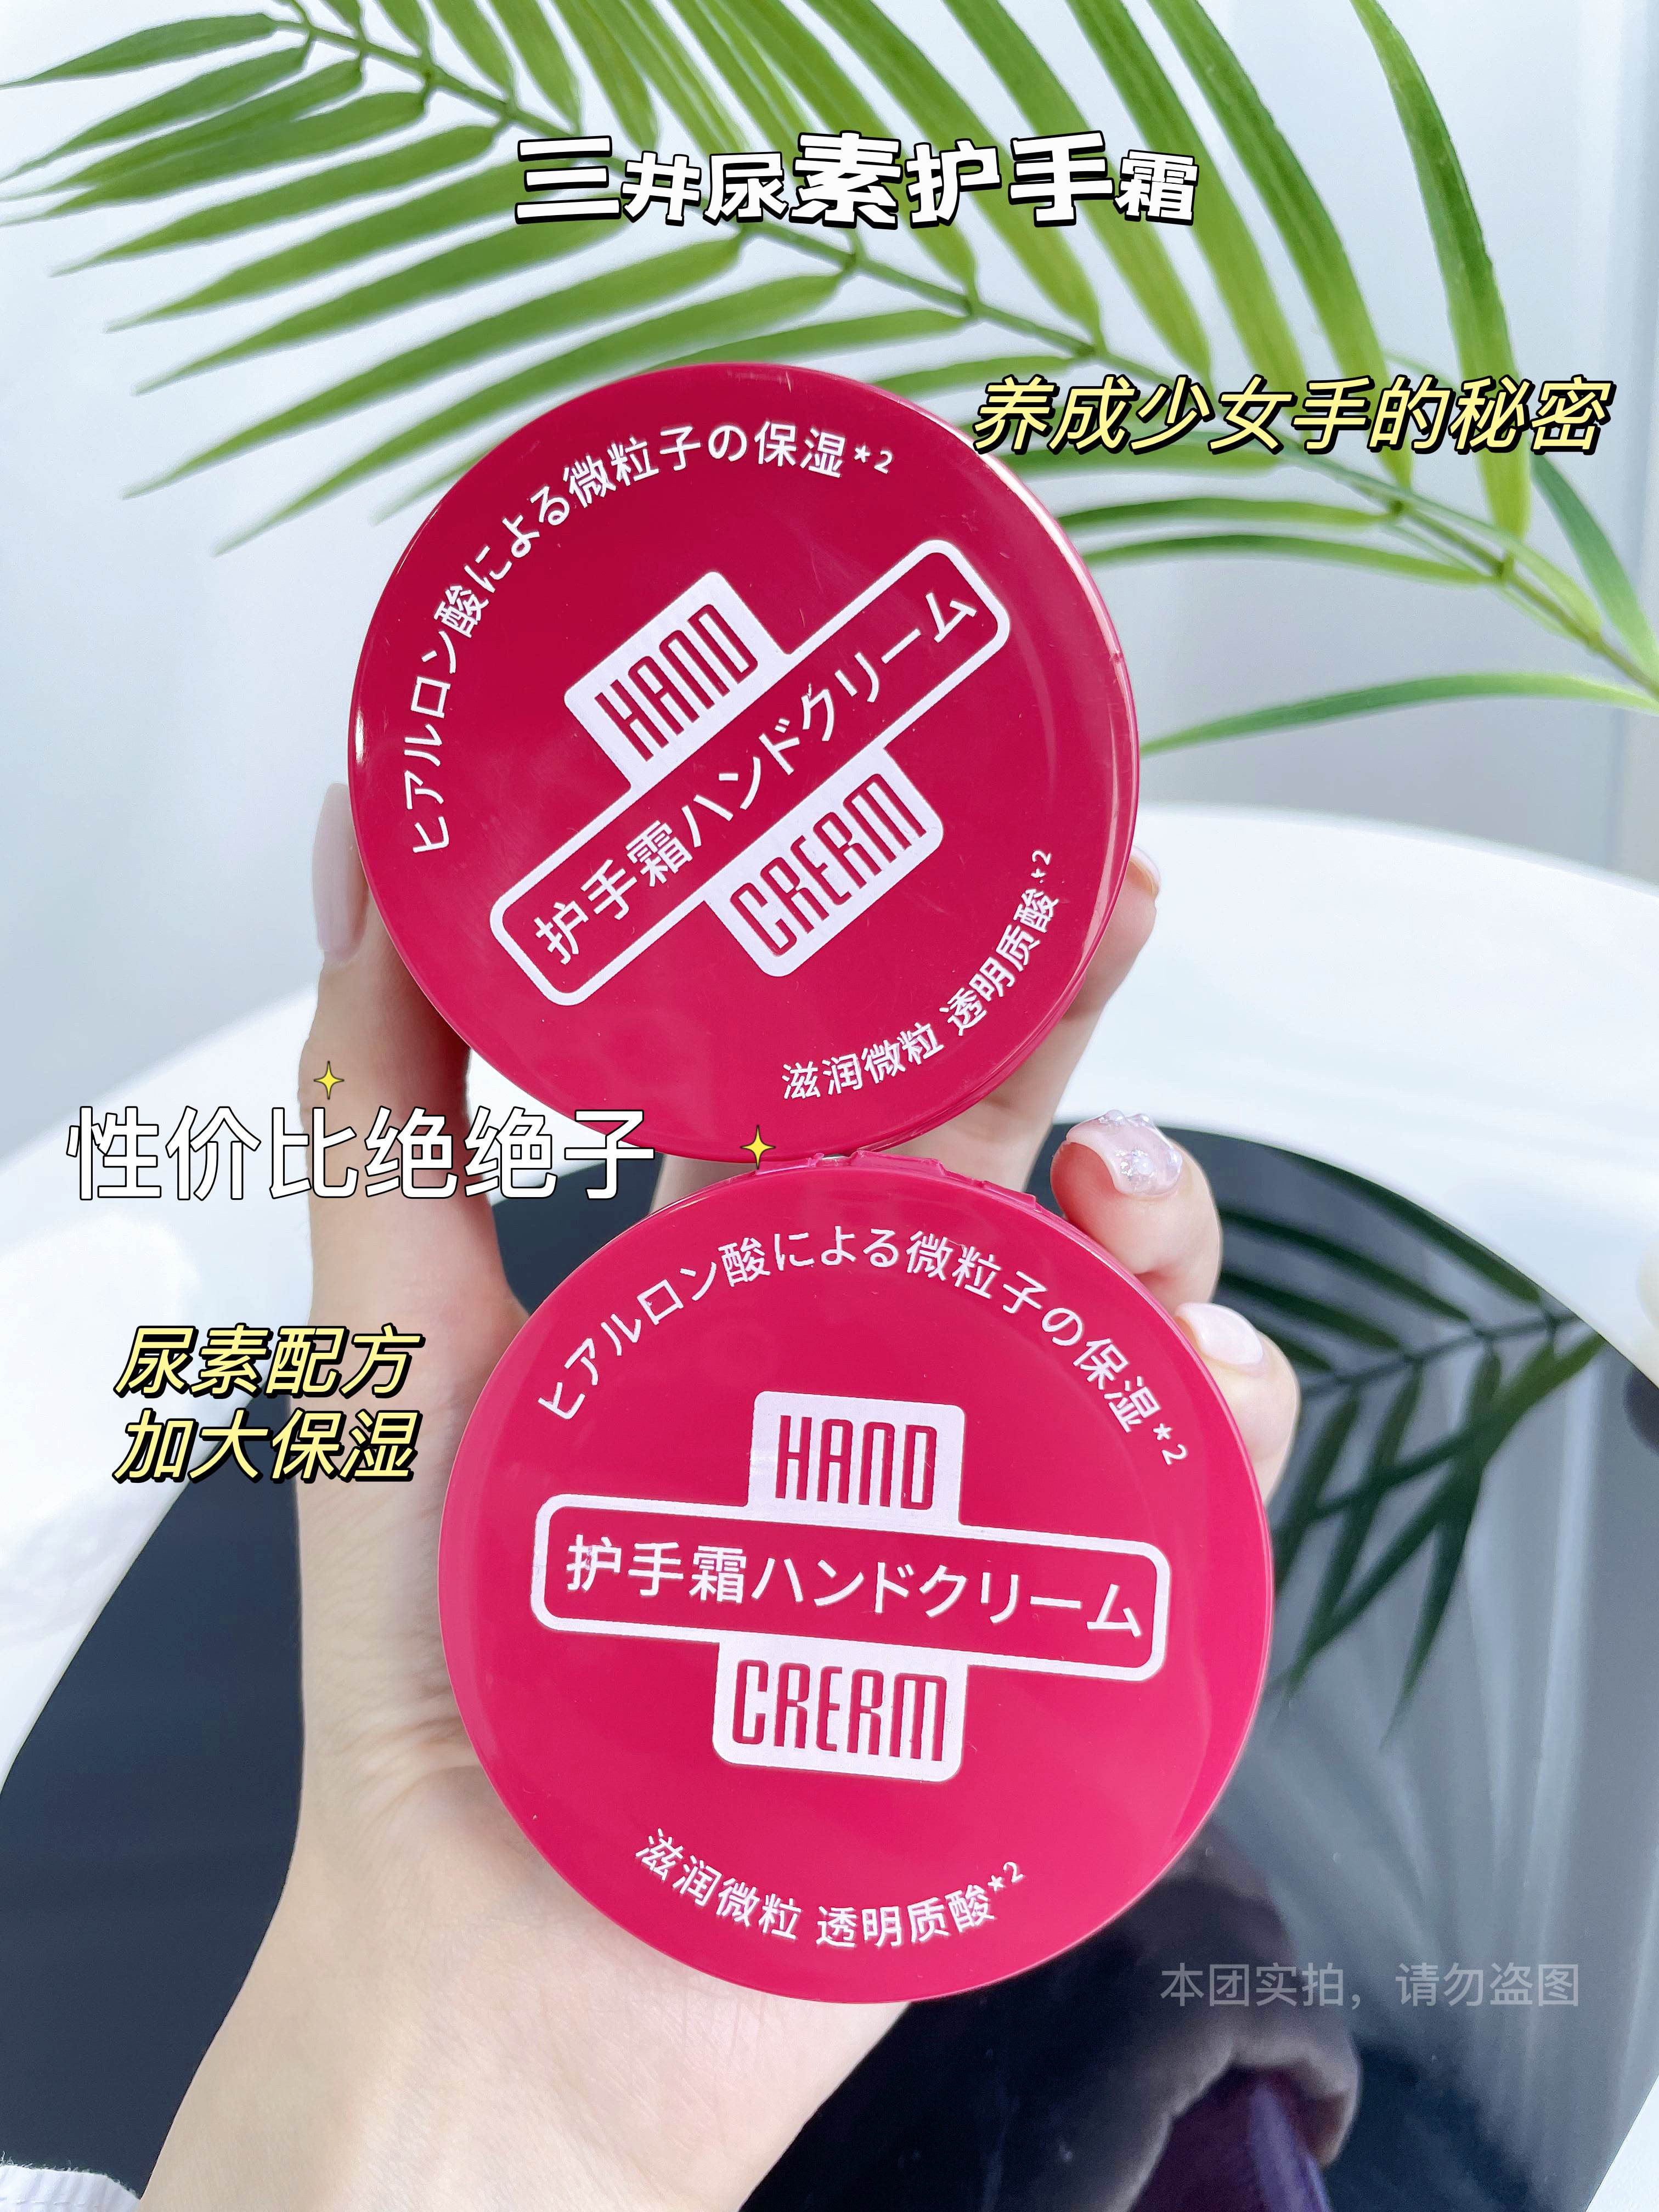 三井尿素护手霜
养成少女手的秘密
ヒアルロン酸による微粒子の保湿*2
HAND
护手霜ハンドクリーム
CREAM
滋润微粒 透明质酸*2
性价比绝绝子
ヒアルロン酸による微粒子の保湿*2
尿素配方
加大保湿
HAND
护手霜ハンドクリーム
CREAM
滋润微粒 透明质酸*2
本团实拍，请勿盗图